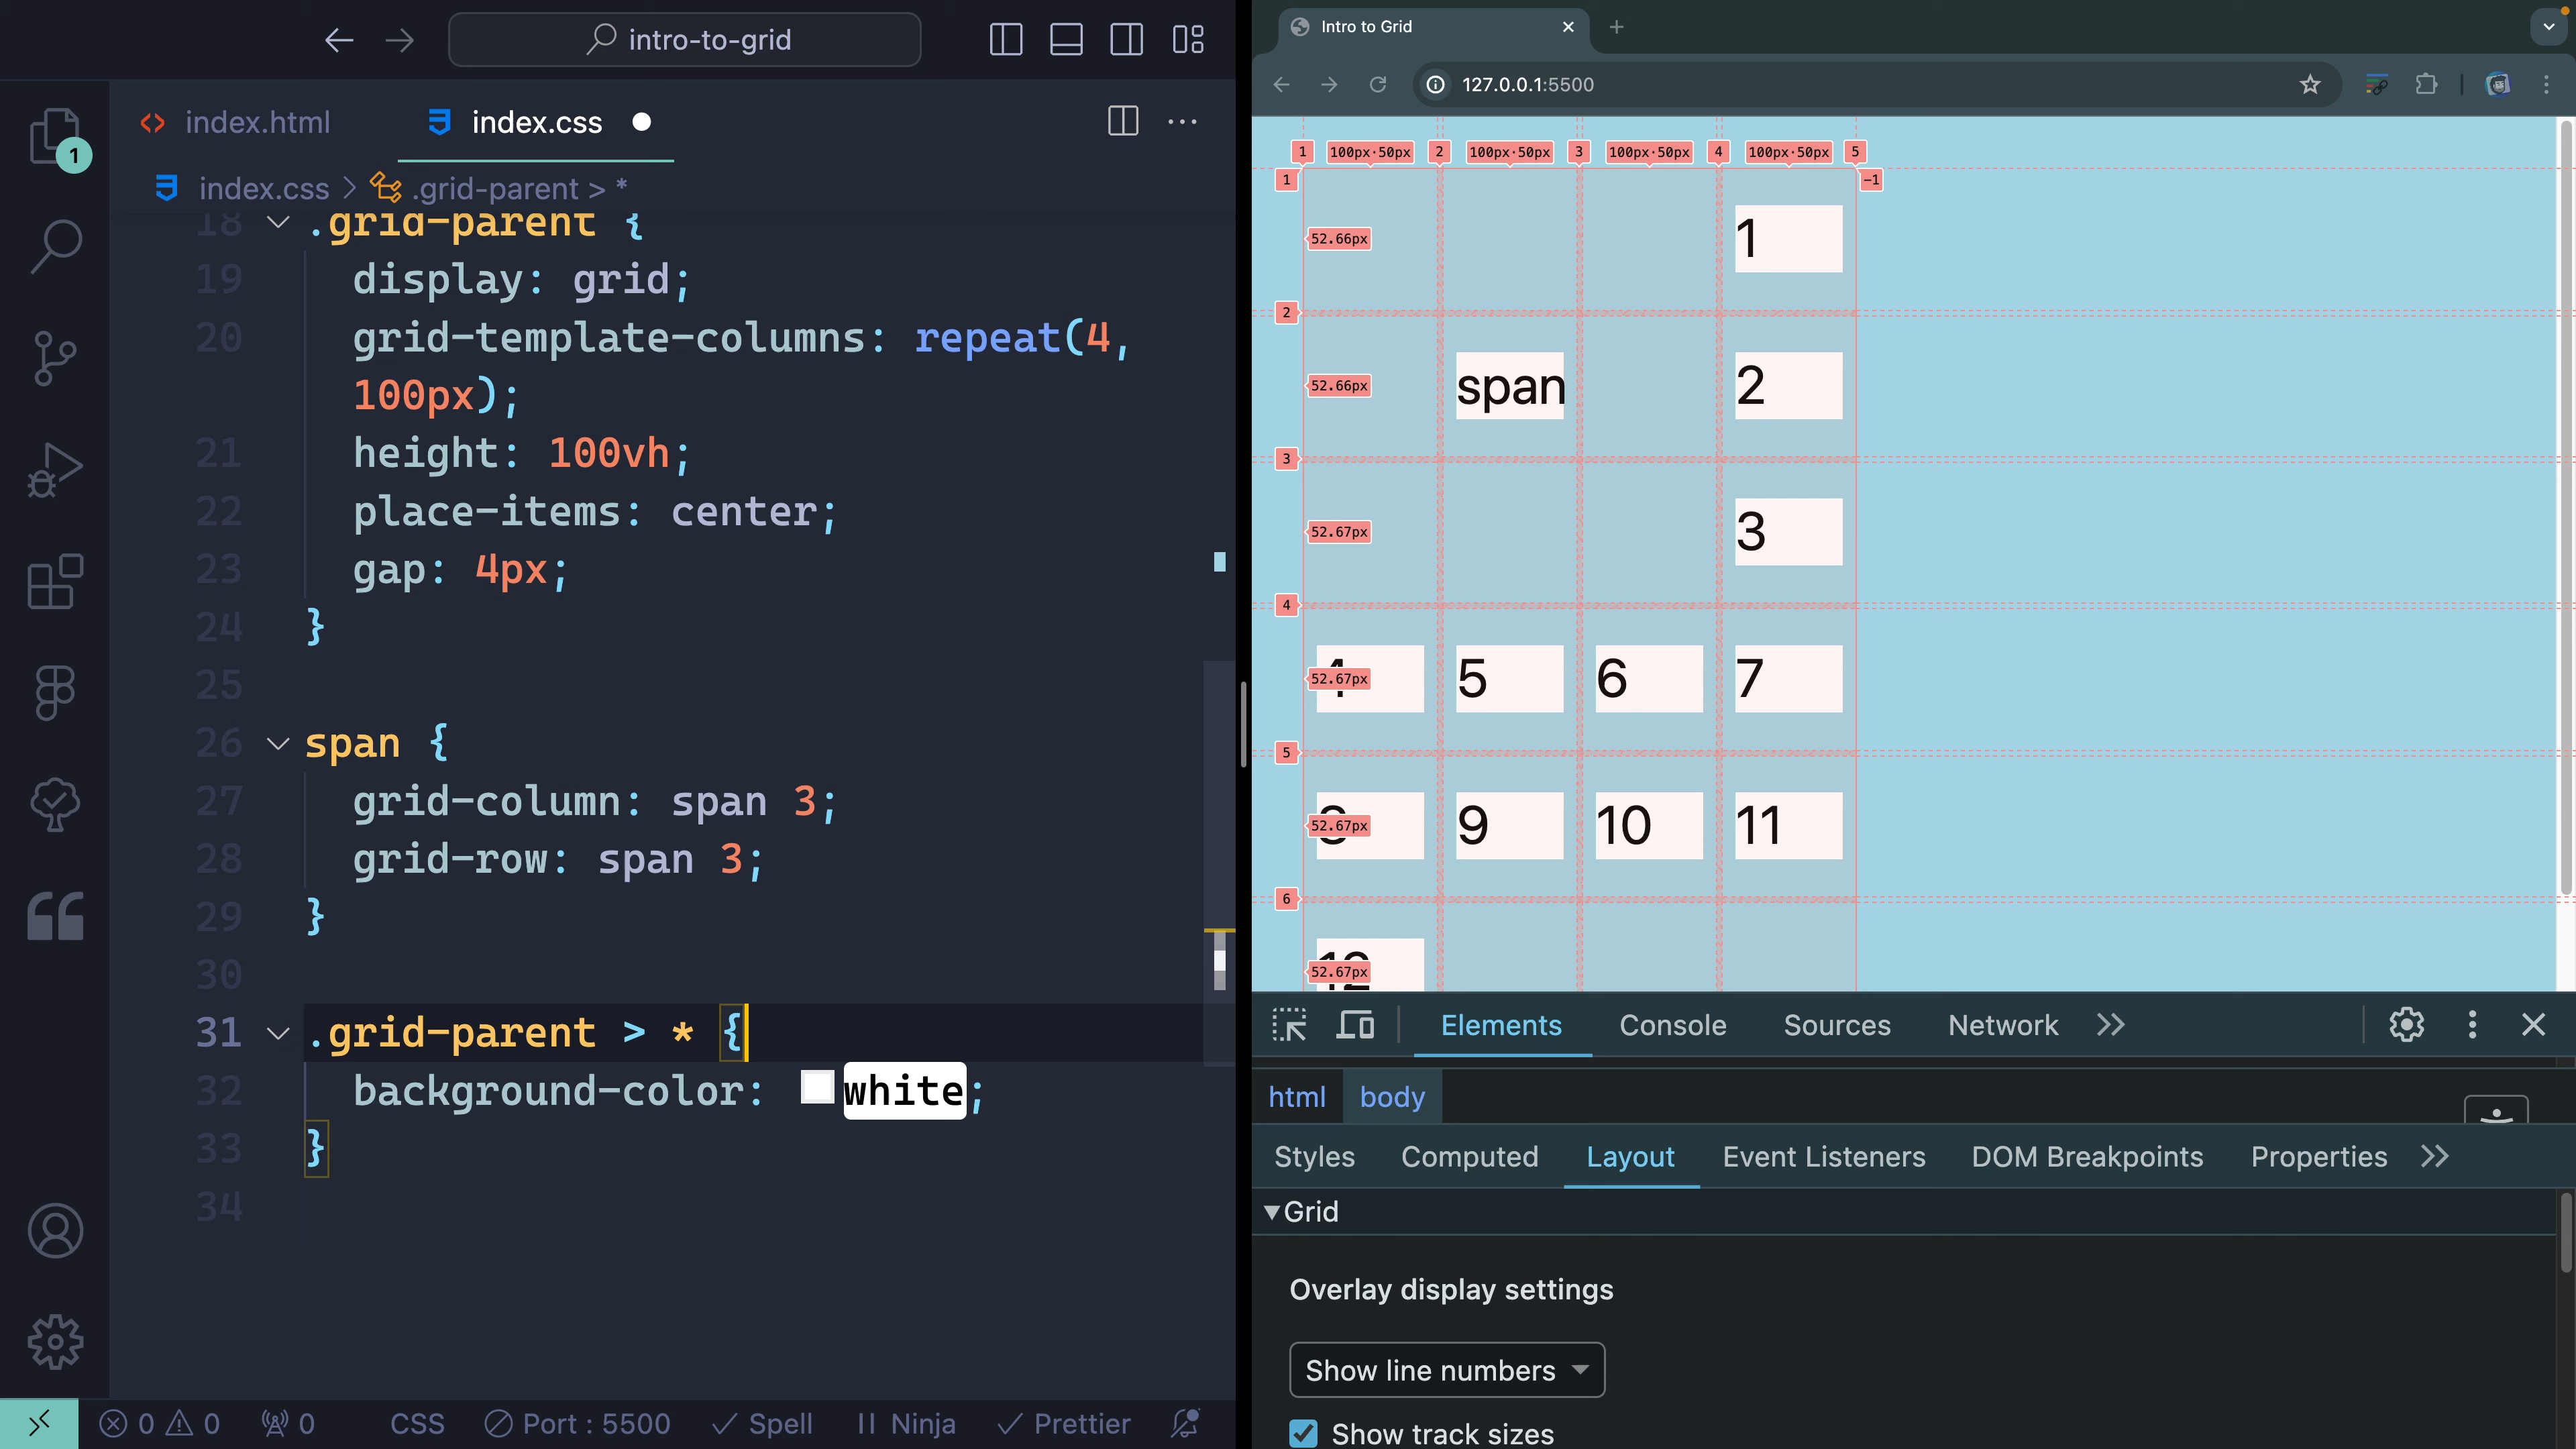 intro-to-grid
index.html
index.css
1
index.css > .grid-parent > *
18 .grid-parent {
19 display: grid;
20 grid-template-columns: repeat(4,
100px);
21 height: 100vh;
22 place-items: center;
23 gap: 4px;
24 }
25
26 span {
27 grid-column: span 3;
28 grid-row: span 3;
29 }
30
31 .grid-parent > * {
32 background-color: white;
33 }
34
0 0 0 CSS Port : 5500 Spell Ninja Prettier
Intro to Grid
127.0.0.1:5500
1 100px·50px 2 100px·50px 3 100px·50px 4 100px·50px 5
1 -1
52.66px 1
2
52.66px span 2
3
52.67px 3
4
52.67px 4 5 6 7
5
52.67px 8 9 10 11
6
52.67px 12
Elements Console Sources Network
html body
Styles Computed Layout Event Listeners DOM Breakpoints Properties
Grid
Overlay display settings
Show line numbers
Show track sizes